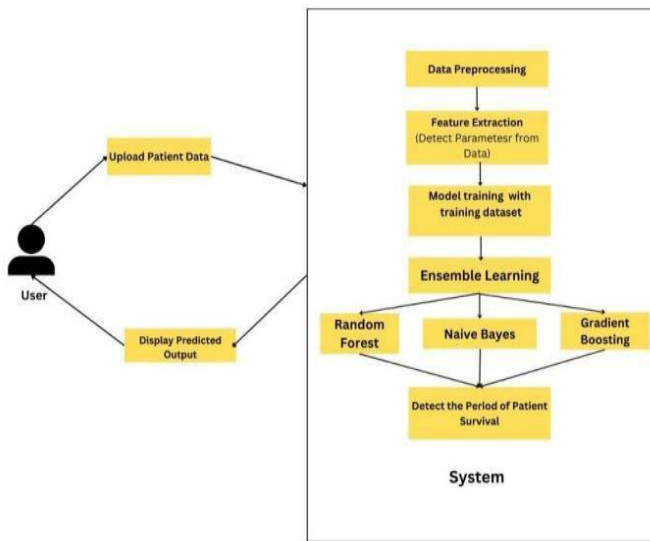 Upload Patient Data
User
Display Predicted
Output
Data Preprocessing
Feature Extraction
(Detect Parametesr from
Data)
Model training with
training dataset
Ensemble Learning
Random
Forest
Naive Bayes
Gradient
Boosting
Detect the Period of Patient
Survival
System